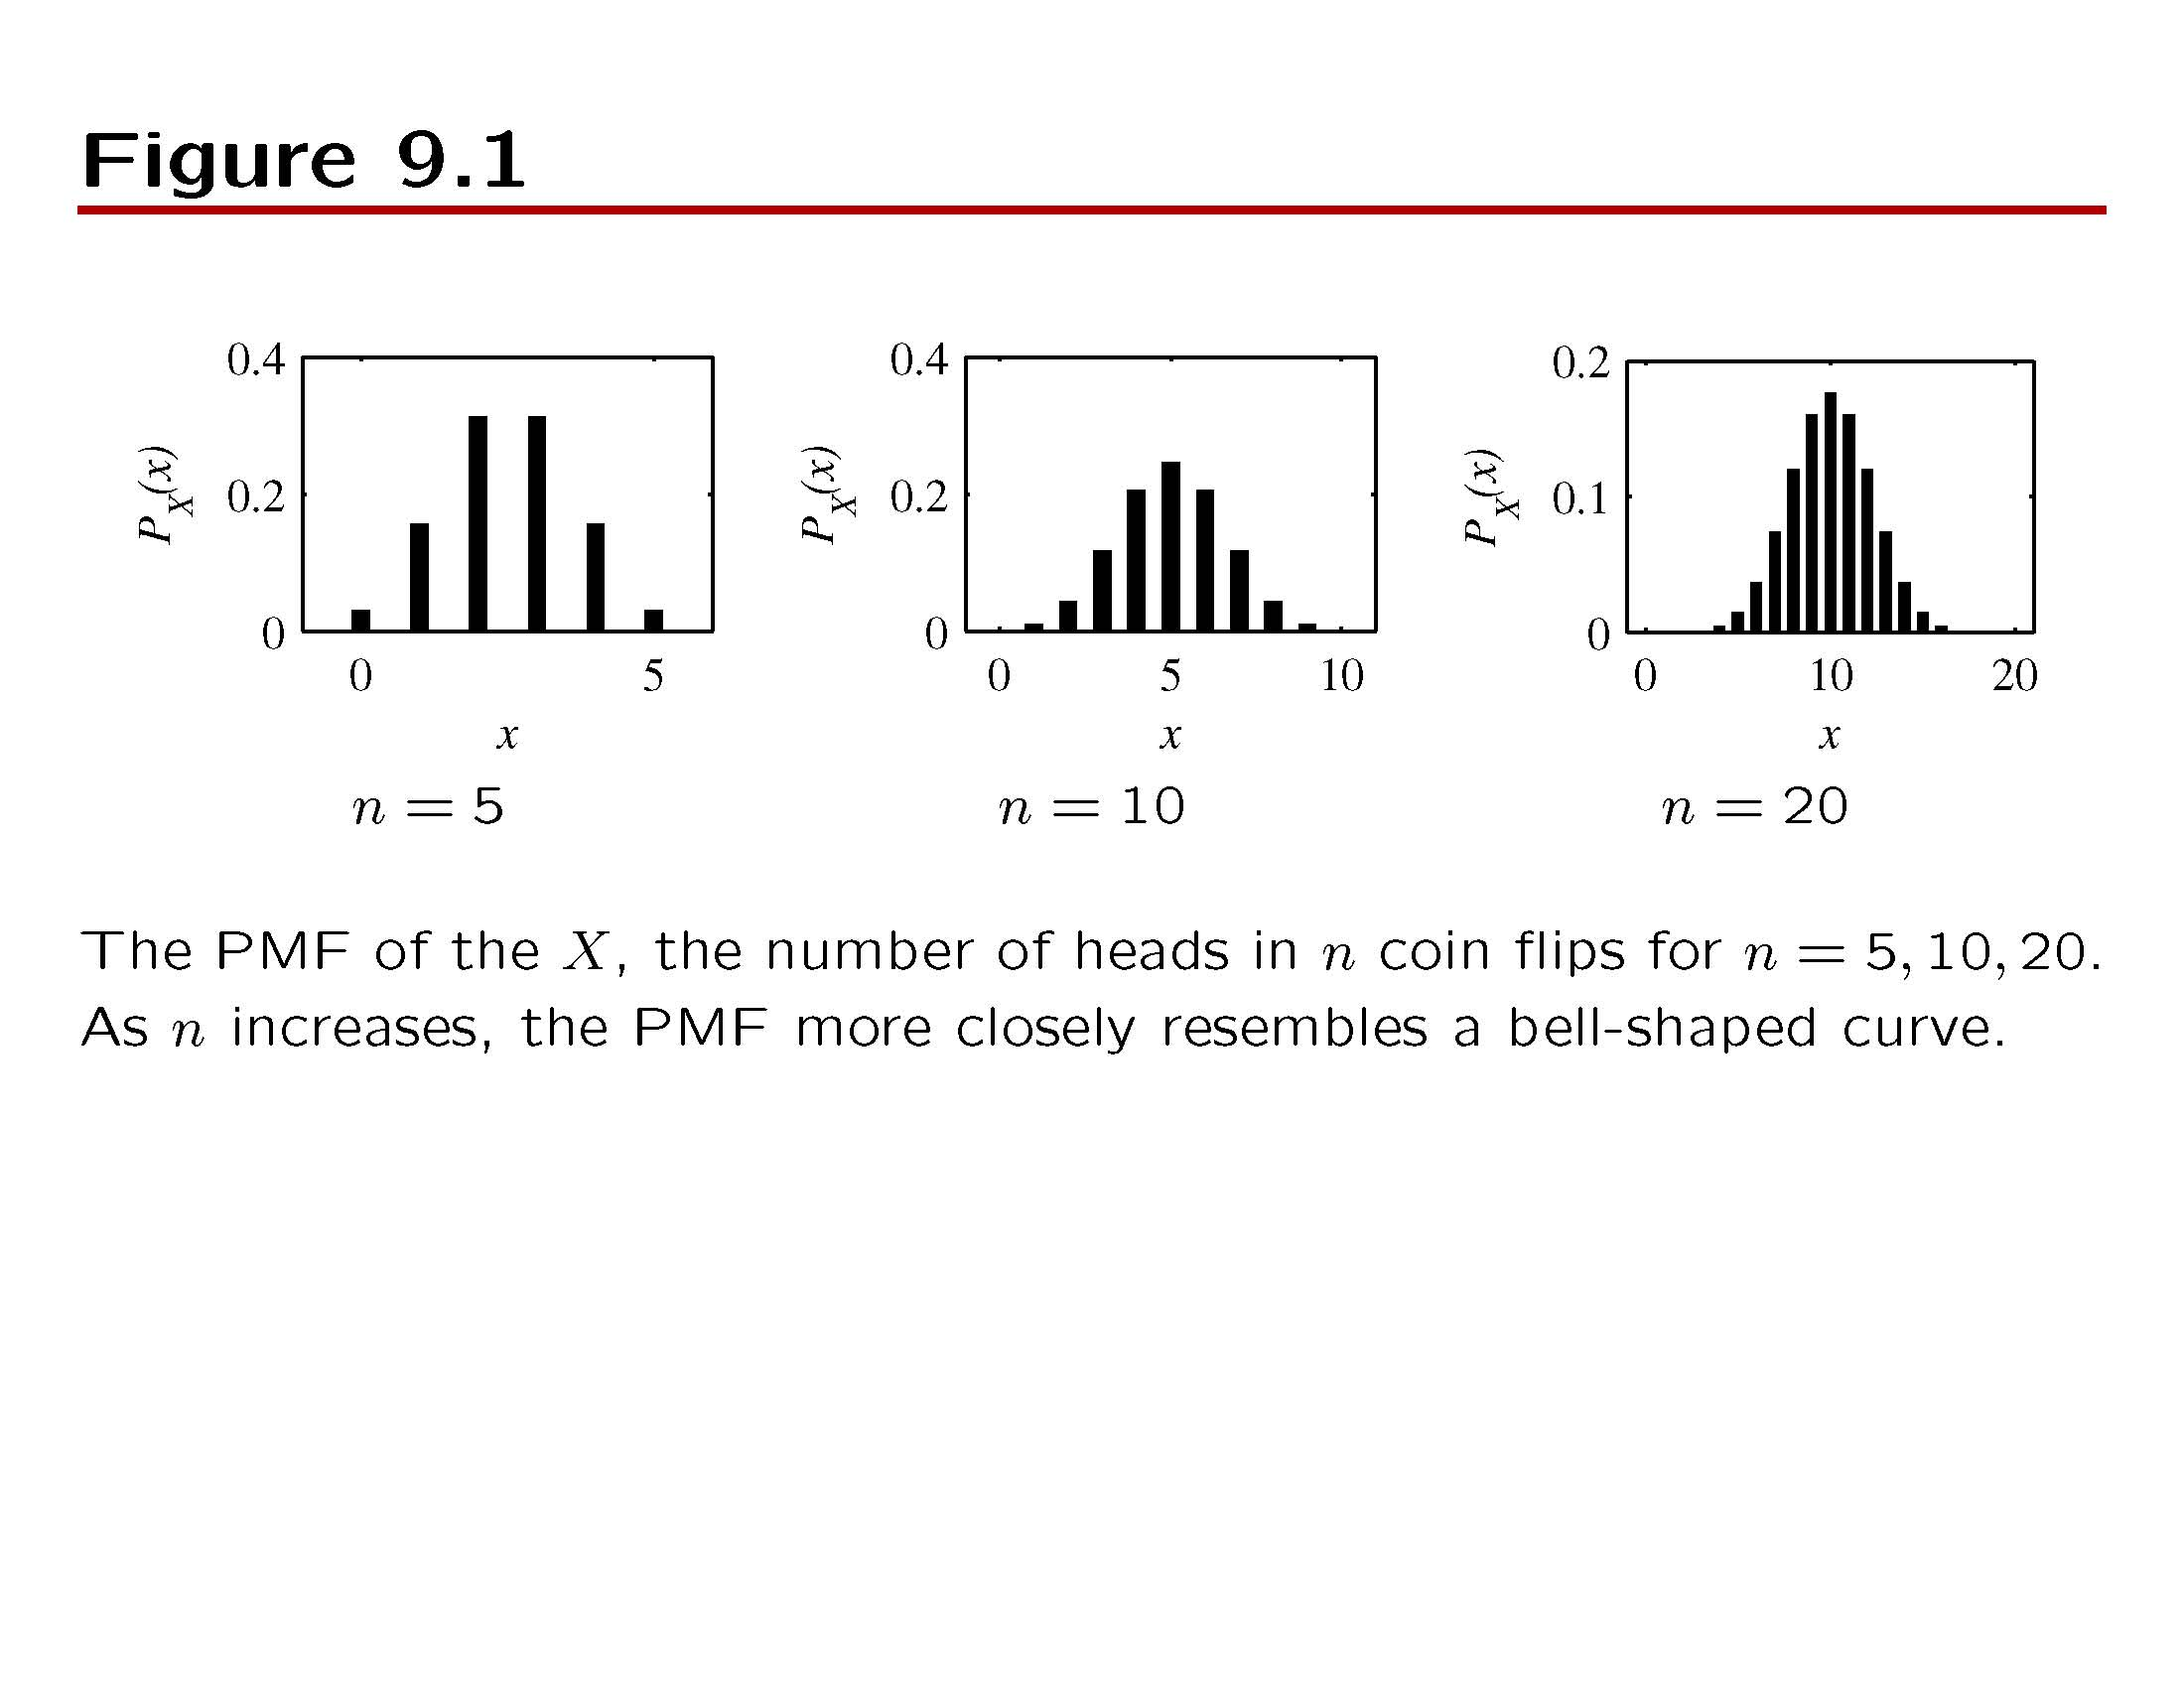 Figure 9.1
0.4
0.2
0
P_X(x)
0 5
x
n = 5
0.4
0.2
0
P_X(x)
0 5 10
x
n = 10
0.2
0.1
0
P_X(x)
0 10 20
x
n = 20
The PMF of the X, the number of heads in n coin flips for n = 5, 10, 20.
As n increases, the PMF more closely resembles a bell-shaped curve.